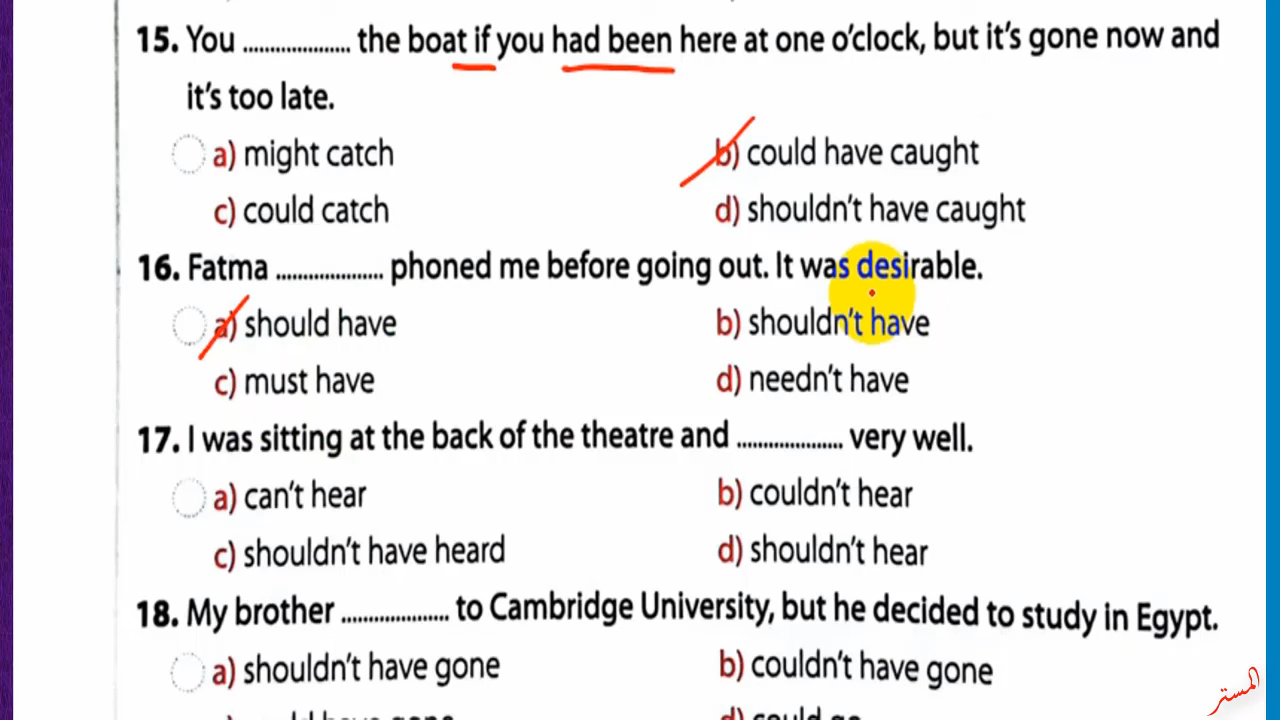 15. You .................... the boat if you had been here at one o'clock, but it's gone now and
it's too late.
a) might catch b) could have caught
c) could catch d) shouldn't have caught
16. Fatma .................... phoned me before going out. It was desirable.
a) should have b) shouldn't have
c) must have d) needn't have
17. I was sitting at the back of the theatre and .................... very well.
a) can't hear b) couldn't hear
c) shouldn't have heard d) shouldn't hear
18. My brother .................... to Cambridge University, but he decided to study in Egypt.
a) shouldn't have gone b) couldn't have gone
have gone d) could go
المستر